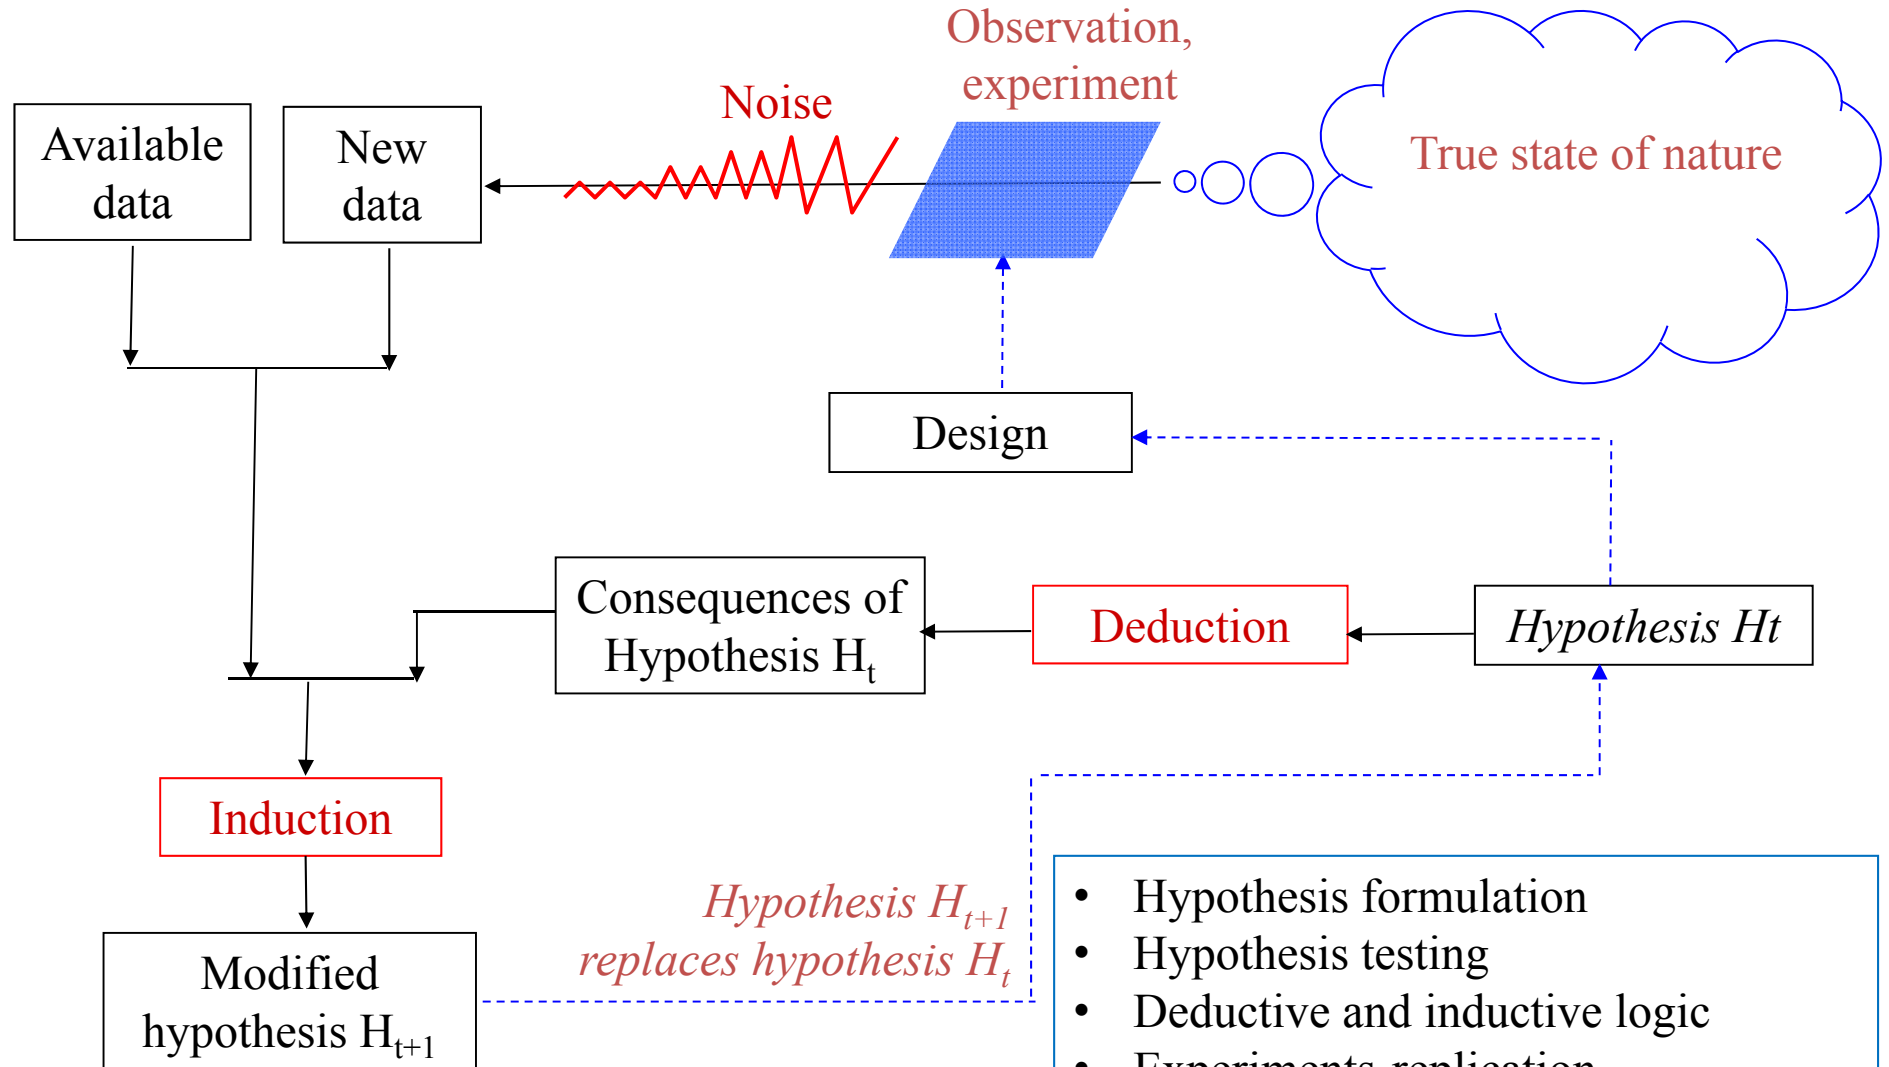 Observation,
experiment
Noise
Available
data
New
data
True state of nature
Design
Consequences of
Hypothesis Hₜ
Deduction
Hypothesis Ht
Induction
Hypothesis Hₜ₊₁
replaces hypothesis Hₜ
Modified
hypothesis Hₜ₊₁
• Hypothesis formulation
• Hypothesis testing
• Deductive and inductive logic
• Experiments-replication